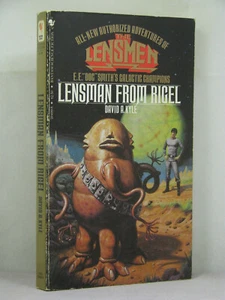 ALL-NEW AUTHORIZED ADVENTURES OF
THE
LENSMEN
E.E. "DOC" SMITH'S GALACTIC CHAMPIONS
LENSMAN FROM RIGEL
DAVID A. KYLE
LENSMAN FROM RIGEL
DAVID A. KYLE